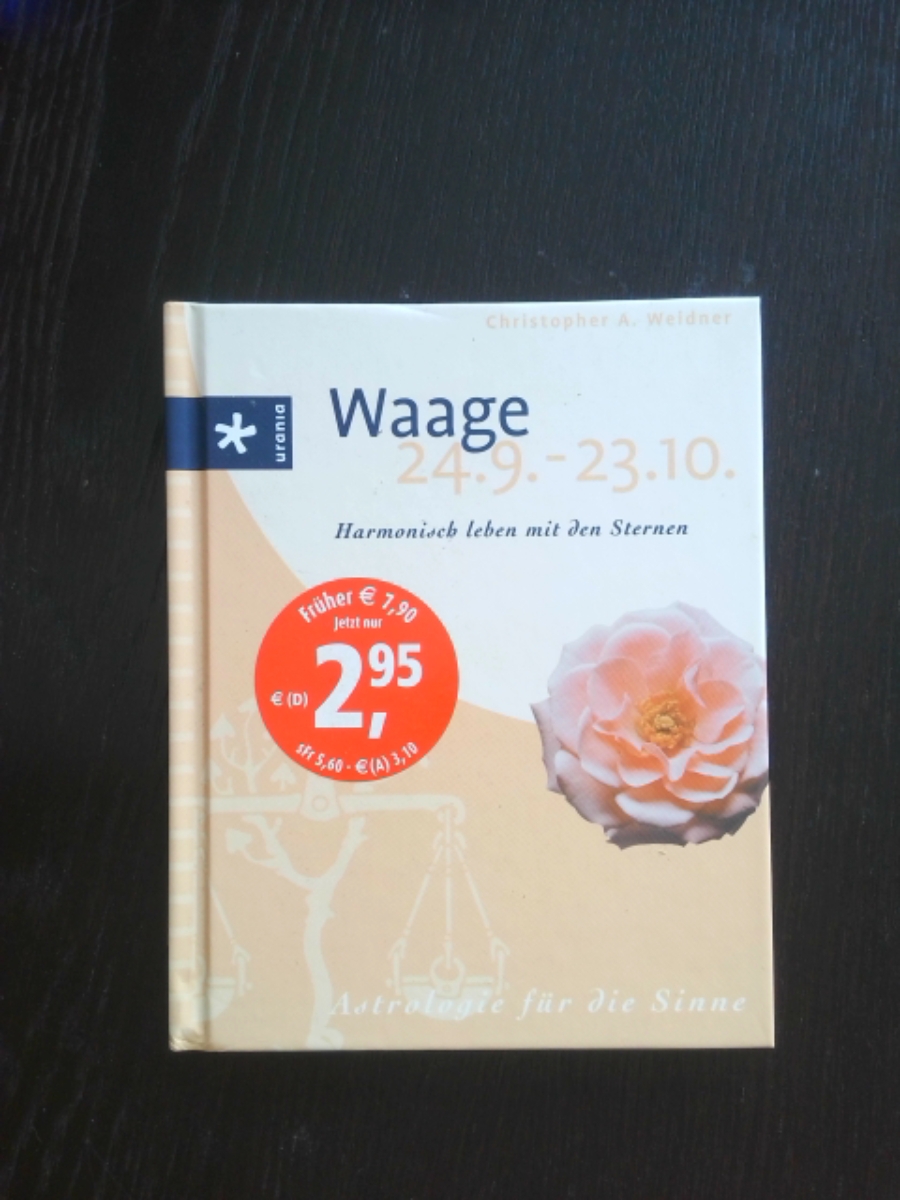 Christopher A. Weidner
urania
Waage
24.9.-23.10.
Harmonisch leben mit den Sternen
Früher € 7,90
Jetzt nur
€ (D) 2,95
sFr 5,60 - € (A) 3,10
Astrologie für die Sinne